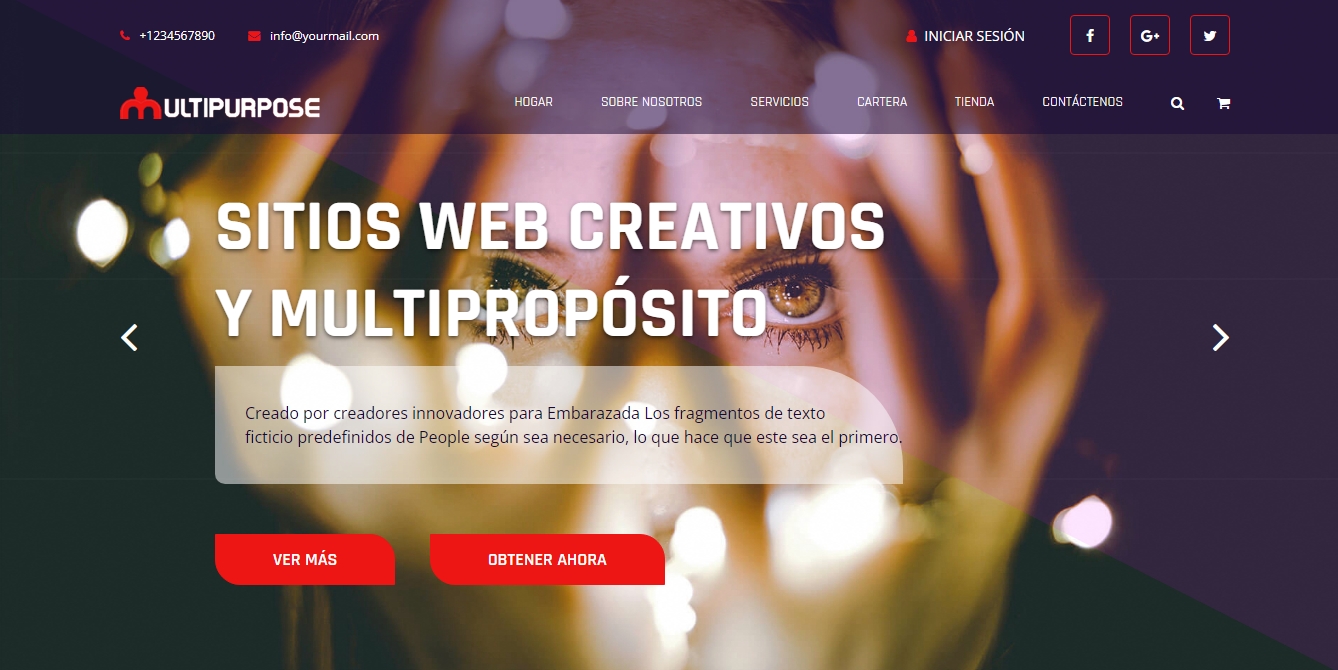 +1234567890 info@yourmail.com INICIAR SESIÓN f G+
MULTIPURPOSE HOGAR SOBRE NOSOTROS SERVICIOS CARTERA TIENDA CONTÁCTENOS
SITIOS WEB CREATIVOS
Y MULTIPROPÓSITO
Creado por creadores innovadores para Embarazada Los fragmentos de texto
ficticio predefinidos de People según sea necesario, lo que hace que este sea el primero.
VER MÁS OBTENER AHORA